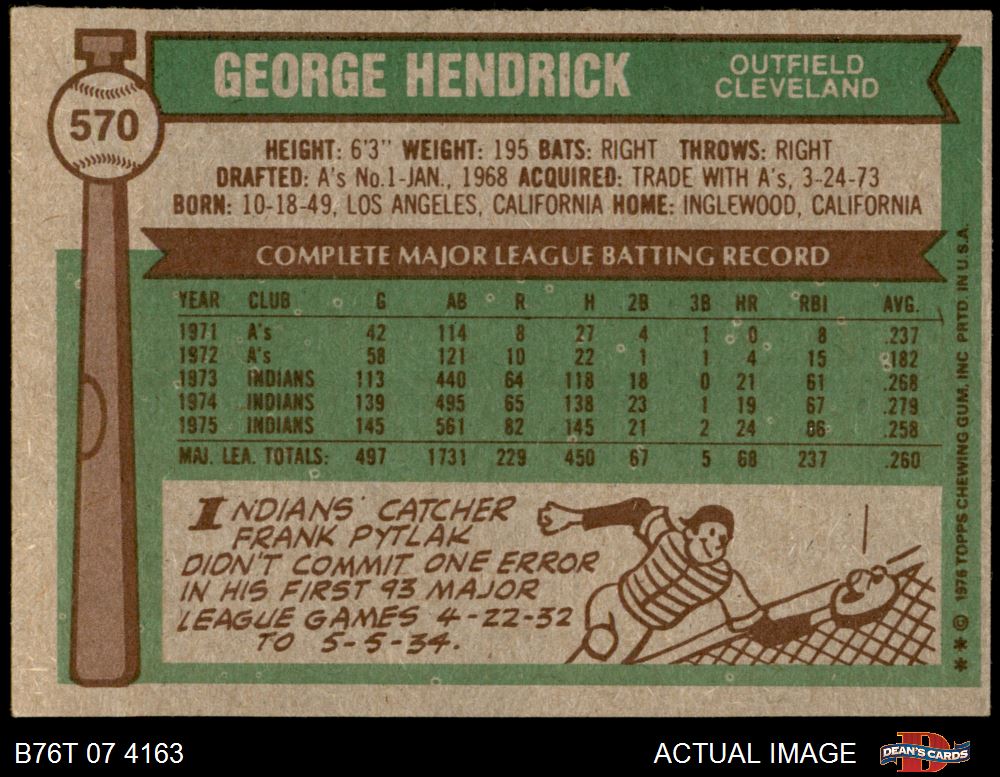 570
GEORGE HENDRICK
OUTFIELD
CLEVELAND
HEIGHT: 6'3" WEIGHT: 195 BATS: RIGHT THROWS: RIGHT
DRAFTED: A's No.1-JAN., 1968 ACQUIRED: TRADE WITH A's, 3-24-73
BORN: 10-18-49, LOS ANGELES, CALIFORNIA HOME: INGLEWOOD, CALIFORNIA
COMPLETE MAJOR LEAGUE BATTING RECORD
YEAR CLUB G AB R H 2B 3B HR RBI AVG.
1971 A's 42 114 8 27 4 1 0 8 .237
1972 A's 58 121 10 22 1 1 4 15 .182
1973 INDIANS 113 440 64 118 18 0 21 61 .268
1974 INDIANS 139 495 65 138 23 1 19 67 .279
1975 INDIANS 145 561 82 145 21 2 24 86 .258
MAJ. LEA. TOTALS: 497 1731 229 450 67 5 68 237 .260
INDIANS' CATCHER
FRANK PYTLAK
DIDN'T COMMIT ONE ERROR
IN HIS FIRST 93 MAJOR
LEAGUE GAMES 4-22-32
TO 5-5-34.
** © 1976 TOPPS CHEWING GUM, INC. PRTD. IN U.S.A.
B76T 07 4163
ACTUAL IMAGE
D
DEAN'S CARDS